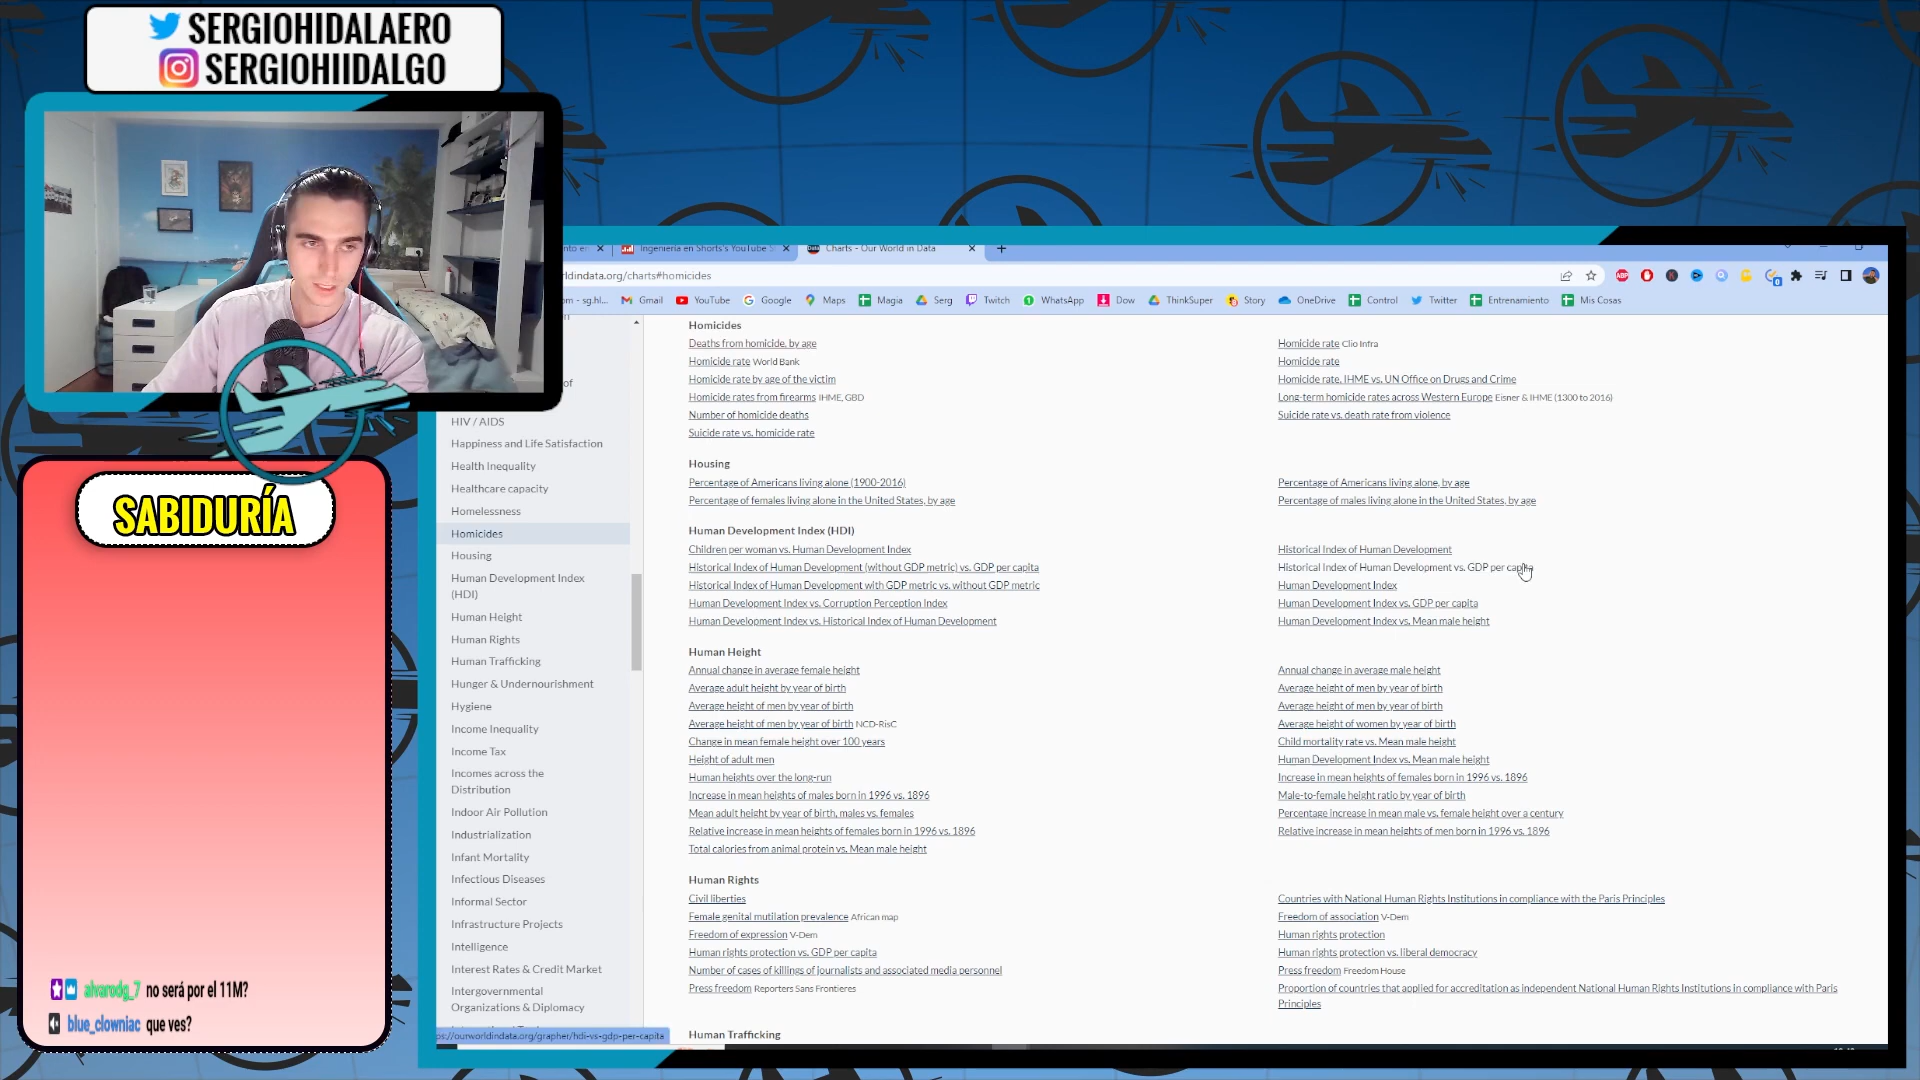 SERGIOHIDALAERO
SERGIOHIIDALGO
Ingeniería en Shorts's YouTube S
Charts - Our World in Data
rldindata.org/charts#homicides
Gmail
YouTube
Google
Maps
Magia
Serg
Twitch
WhatsApp
Dow
ThinkSuper
Story
OneDrive
Control
Twitter
Entrenamiento
Mis Cosas
of
HIV / AIDS
Happiness and Life Satisfaction
Health Inequality
Healthcare capacity
Homelessness
Homicides
Housing
Human Development Index
(HDI)
Human Height
Human Rights
Human Trafficking
Hunger & Undernourishment
Hygiene
Income Inequality
Income Tax
Incomes across the
Distribution
Indoor Air Pollution
Industrialization
Infant Mortality
Infectious Diseases
Informal Sector
Infrastructure Projects
Intelligence
Interest Rates & Credit Market
Intergovernmental
Organizations & Diplomacy
ps://ourworldindata.org/grapher/hdi-vs-gdp-per-capita
Homicides
Deaths from homicide, by age
Homicide rate World Bank
Homicide rate by age of the victim
Homicide rates from firearms IHME, GBD
Number of homicide deaths
Suicide rate vs. homicide rate
Homicide rate Clio Infra
Homicide rate
Homicide rate, IHME vs. UN Office on Drugs and Crime
Long-term homicide rates across Western Europe Eisner & IHME (1300 to 2016)
Suicide rate vs. death rate from violence
Housing
Percentage of Americans living alone (1900-2016)
Percentage of females living alone in the United States, by age
Percentage of Americans living alone, by age
Percentage of males living alone in the United States, by age
Human Development Index (HDI)
Children per woman vs. Human Development Index
Historical Index of Human Development (without GDP metric) vs. GDP per capita
Historical Index of Human Development with GDP metric vs. without GDP metric
Human Development Index vs. Corruption Perception Index
Human Development Index vs. Historical Index of Human Development
Historical Index of Human Development
Historical Index of Human Development vs. GDP per capita
Human Development Index
Human Development Index vs. GDP per capita
Human Development Index vs. Mean male height
Human Height
Annual change in average female height
Average adult height by year of birth
Average height of men by year of birth
Average height of men by year of birth NCD-RisC
Change in mean female height over 100 years
Height of adult men
Human heights over the long-run
Increase in mean heights of males born in 1996 vs. 1896
Mean adult height by year of birth, males vs. females
Relative increase in mean heights of females born in 1996 vs. 1896
Total calories from animal protein vs. Mean male height
Annual change in average male height
Average height of men by year of birth
Average height of men by year of birth
Average height of women by year of birth
Child mortality rate vs. Mean male height
Human Development Index vs. Mean male height
Increase in mean heights of females born in 1996 vs. 1896
Male-to-female height ratio by year of birth
Percentage increase in mean male vs. female height over a century
Relative increase in mean heights of men born in 1996 vs. 1896
Human Rights
Civil liberties
Female genital mutilation prevalence African map
Freedom of expression V-Dem
Human rights protection vs. GDP per capita
Number of cases of killings of journalists and associated media personnel
Press freedom Reporters Sans Frontieres
Countries with National Human Rights Institutions in compliance with the Paris Principles
Freedom of association V-Dem
Human rights protection
Human rights protection vs. liberal democracy
Press freedom Freedom House
Proportion of countries that applied for accreditation as independent National Human Rights Institutions in compliance with Paris
Principles
Human Trafficking
SABIDURÍA
alvarodg_7 no será por el 11M?
blue_clowniac que ves?